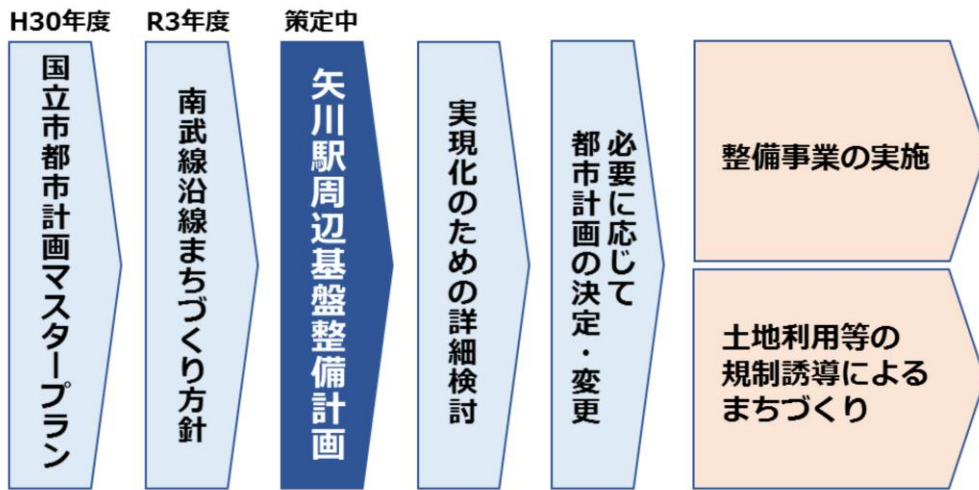 H30年度
国立市都市計画マスタープラン
R3年度
南武線沿線まちづくり方針
策定中
矢川駅周辺基盤整備計画
実現化のための詳細検討
必要に応じて
都市計画の決定・変更
整備事業の実施
土地利用等の
規制誘導による
まちづくり